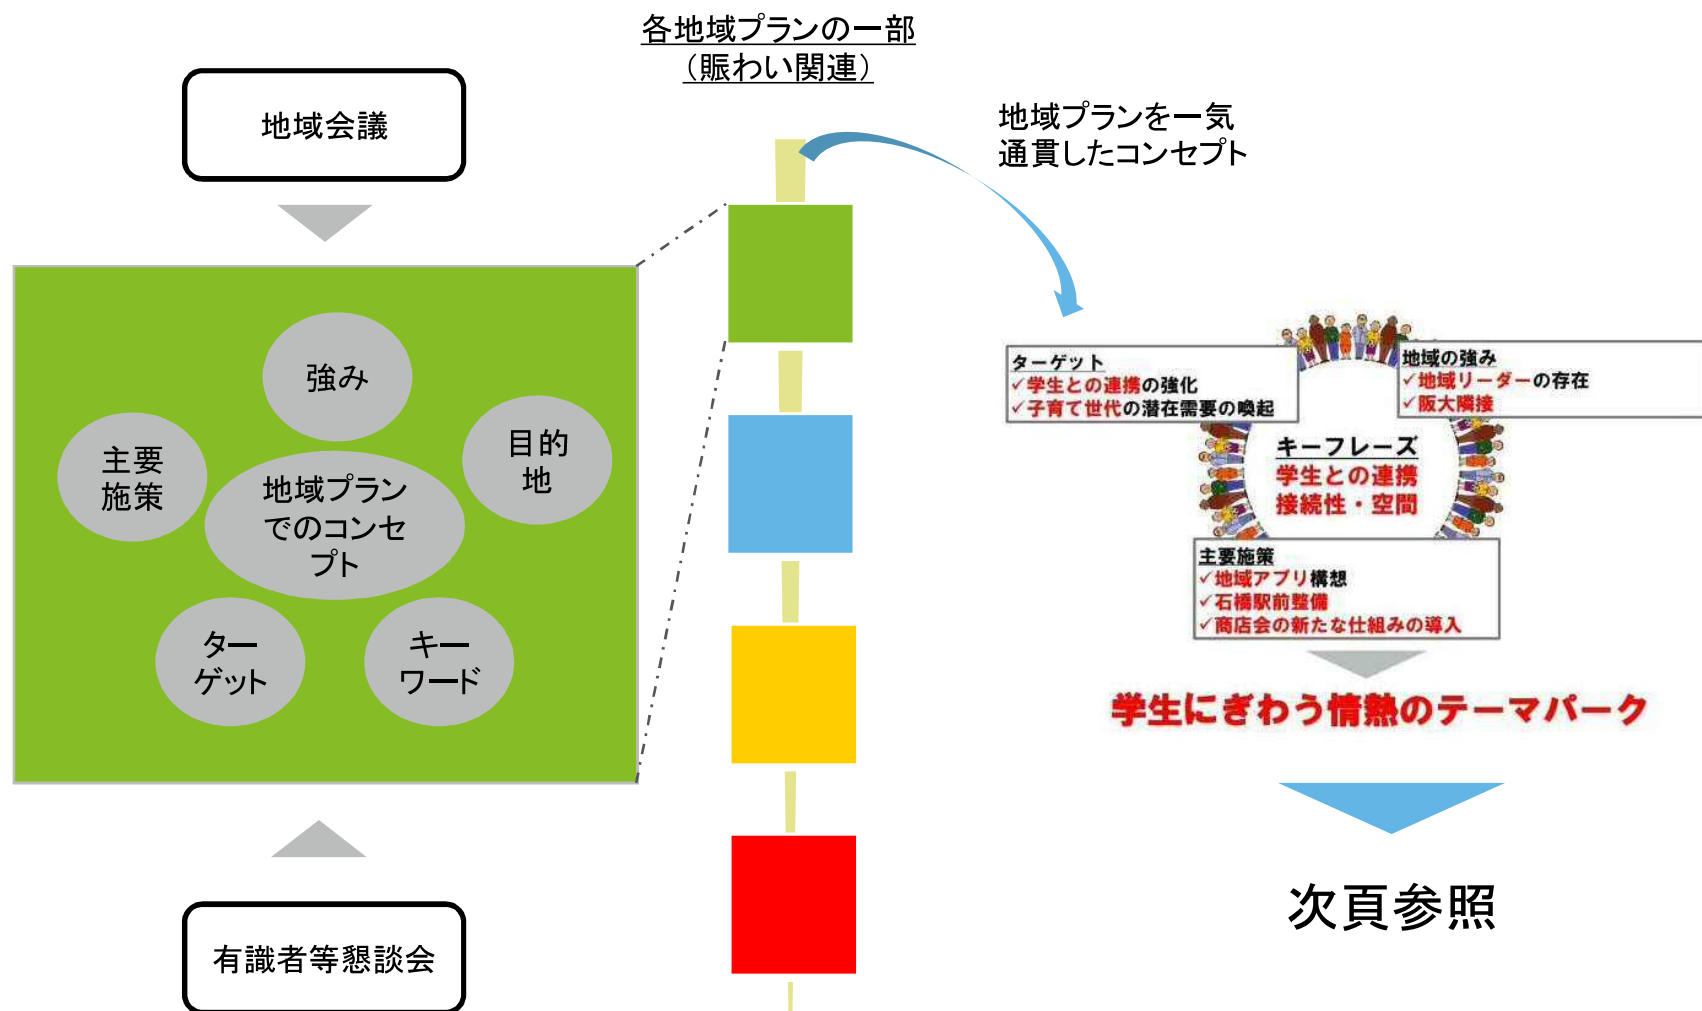 各地域プランの一部
（賑わい関連）
地域会議
地域プランを一気
通貫したコンセプト
強み
主要
施策
目的
地
地域プラン
でのコンセ
プト
ター
ゲット
キー
ワード
有識者等懇談会
ターゲット
✓学生との連携の強化
✓子育て世代の潜在需要の喚起
地域の強み
✓地域リーダーの存在
✓阪大隣接
キーフレーズ
学生との連携
接続性・空間
主要施策
✓地域アプリ構想
✓石橋駅前整備
✓商店会の新たな仕組みの導入
学生にぎわう情熱のテーマパーク
次頁参照